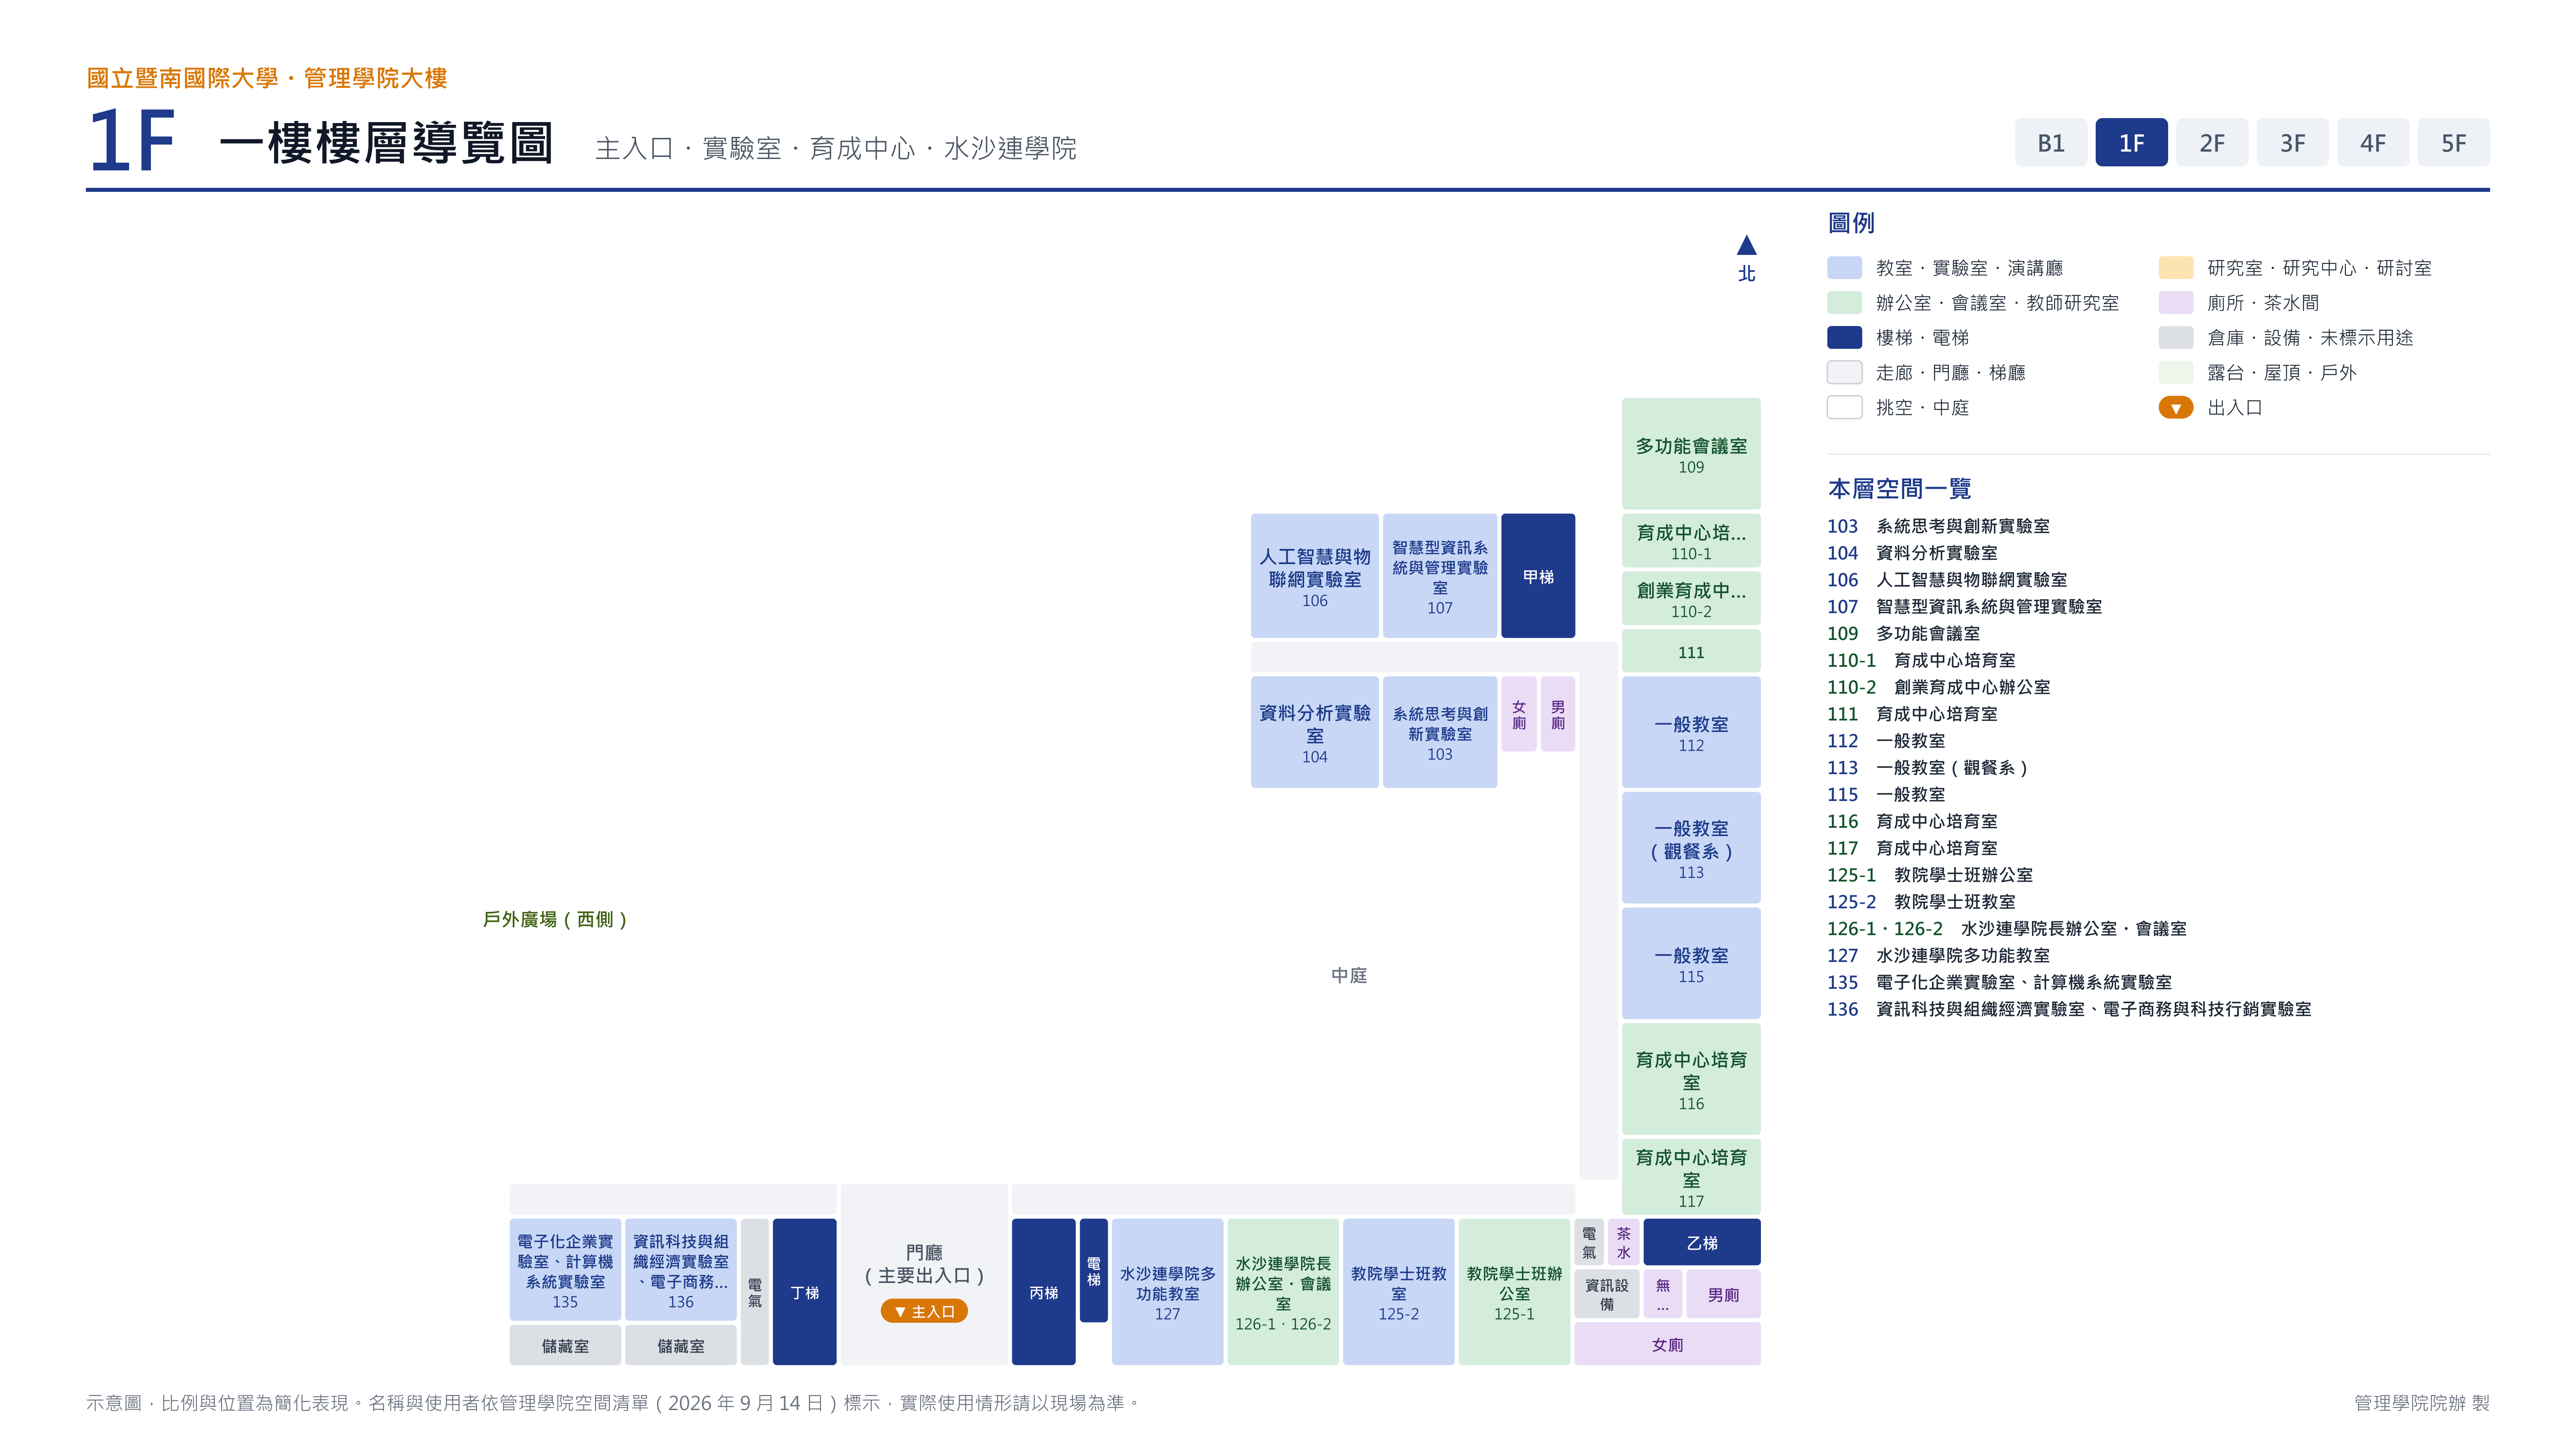 國立暨南國際大學．管理學院大樓
1F 一樓樓層導覽圖 主入口．實驗室．育成中心．水沙連學院
B1 1F 2F 3F 4F 5F
▲
北
圖例
教室．實驗室．演講廳
研究室．研究中心．研討室
辦公室．會議室．教師研究室
廁所．茶水間
樓梯．電梯
倉庫．設備．未標示用途
走廊．門廳．梯廳
露台．屋頂．戶外
挑空．中庭
▼ 出入口
本層空間一覽
103 系統思考與創新實驗室
104 資料分析實驗室
106 人工智慧與物聯網實驗室
107 智慧型資訊系統與管理實驗室
109 多功能會議室
110-1 育成中心培育室
110-2 創業育成中心辦公室
111 育成中心培育室
112 一般教室
113 一般教室（觀餐系）
115 一般教室
116 育成中心培育室
117 育成中心培育室
125-1 教院學士班辦公室
125-2 教院學士班教室
126-1．126-2 水沙連學院長辦公室．會議室
127 水沙連學院多功能教室
135 電子化企業實驗室、計算機系統實驗室
136 資訊科技與組織經濟實驗室、電子商務與科技行銷實驗室
多功能會議室
109
育成中心培...
110-1
創業育成中...
110-2
111
人工智慧與物
聯網實驗室
106
智慧型資訊系
統與管理實驗
室
107
甲梯
資料分析實驗
室
104
系統思考與創
新實驗室
103
女
廁
男
廁
一般教室
112
一般教室
（觀餐系）
113
一般教室
115
育成中心培育
室
116
育成中心培育
室
117
戶外廣場（西側）
中庭
電子化企業實
驗室、計算機
系統實驗室
135
資訊科技與組
織經濟實驗室
、電子商務...
136
儲藏室
儲藏室
電
氣
丁梯
門廳
（主要出入口）
▼ 主入口
丙梯
電
梯
水沙連學院多
功能教室
127
水沙連學院長
辦公室．會議
室
126-1．126-2
教院學士班教
室
125-2
教院學士班辦
公室
125-1
電
氣
茶
水
乙梯
資訊設
備
無
...
男廁
女廁
示意圖，比例與位置為簡化表現。名稱與使用者依管理學院空間清單（2026 年 9 月 14 日）標示，實際使用情形請以現場為準。
管理學院院辦 製